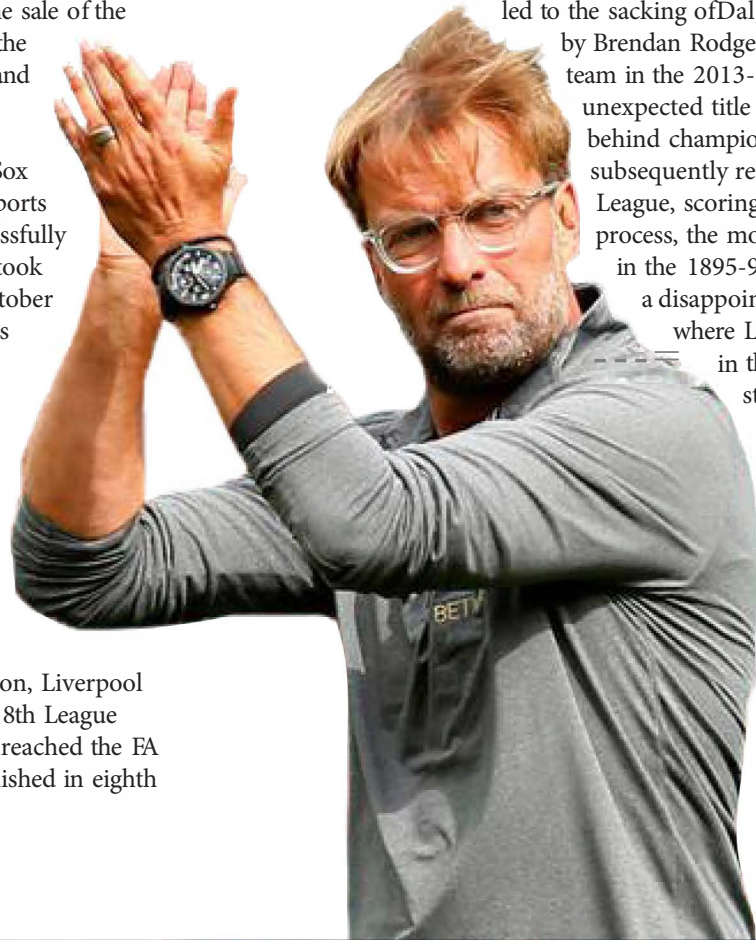 e sale of the
the
and
Sox
ports
ssfully
took
tober
s
on, Liverpool
8th League
reached the FA
ished in eighth
led to the sacking ofDal
by Brendan Rodge
team in the 2013-
unexpected title
behind champio
subsequently re
League, scoring
process, the mo
in the 1895-9
a disappoin
where L
in th
st
BETV